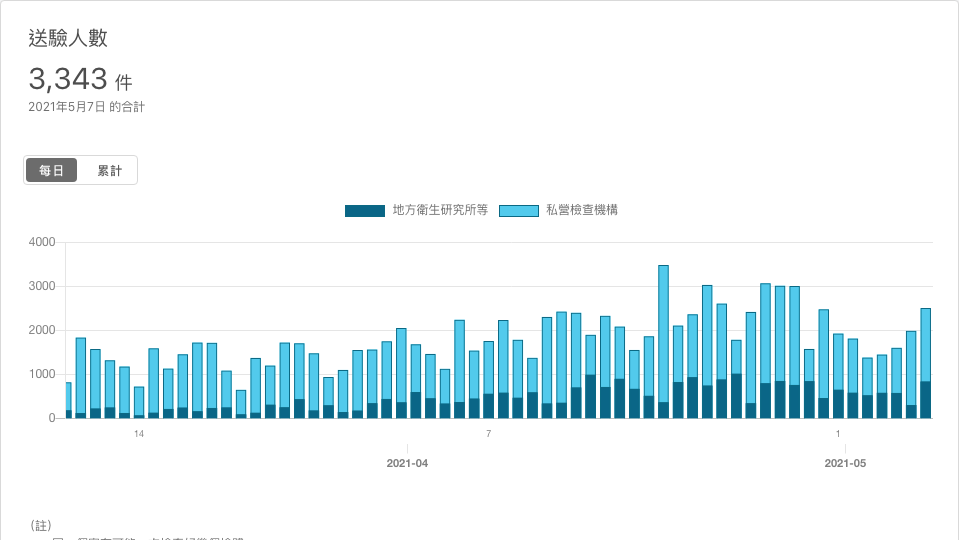 送驗人數
3,343 件
2021年5月7日 的合計
每日 累計
地方衛生研究所等 私營檢查機構
4000
3000
2000
1000
0
14 7 1
2021-04 2021-05
(註)